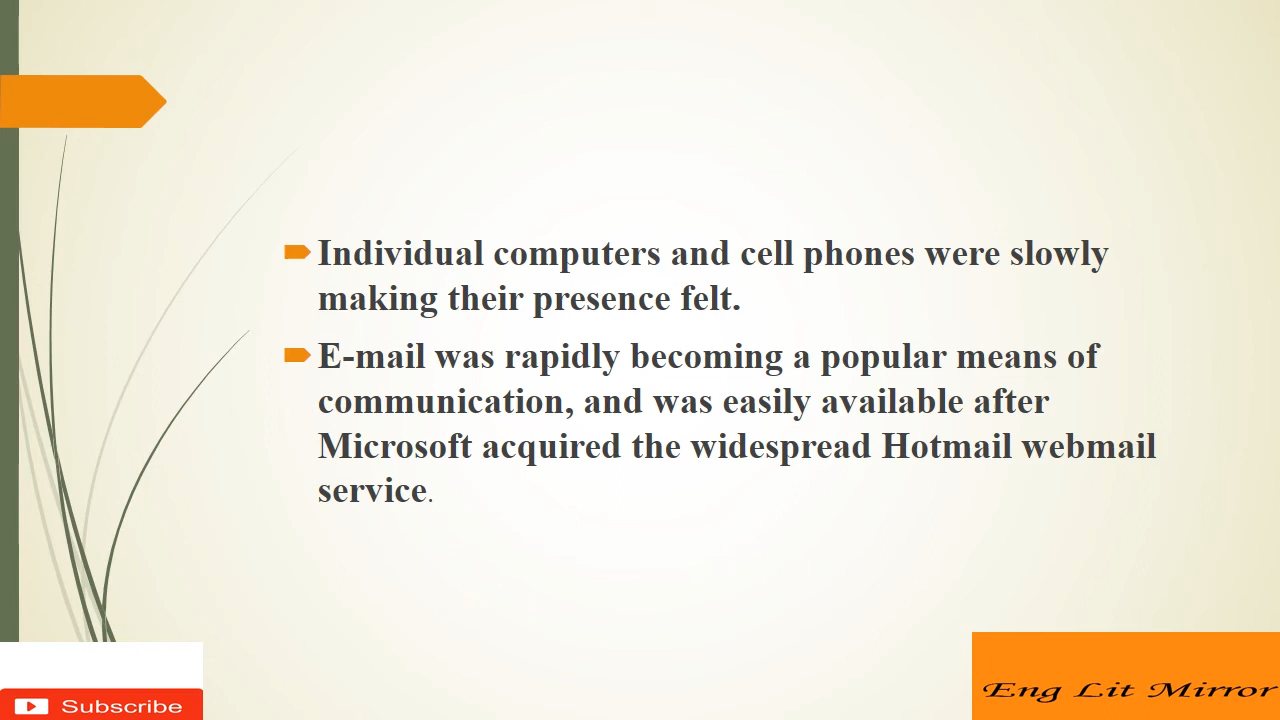 Individual computers and cell phones were slowly
making their presence felt.
E-mail was rapidly becoming a popular means of
communication, and was easily available after
Microsoft acquired the widespread Hotmail webmail
service.
Subscribe
Eng Lit Mirror